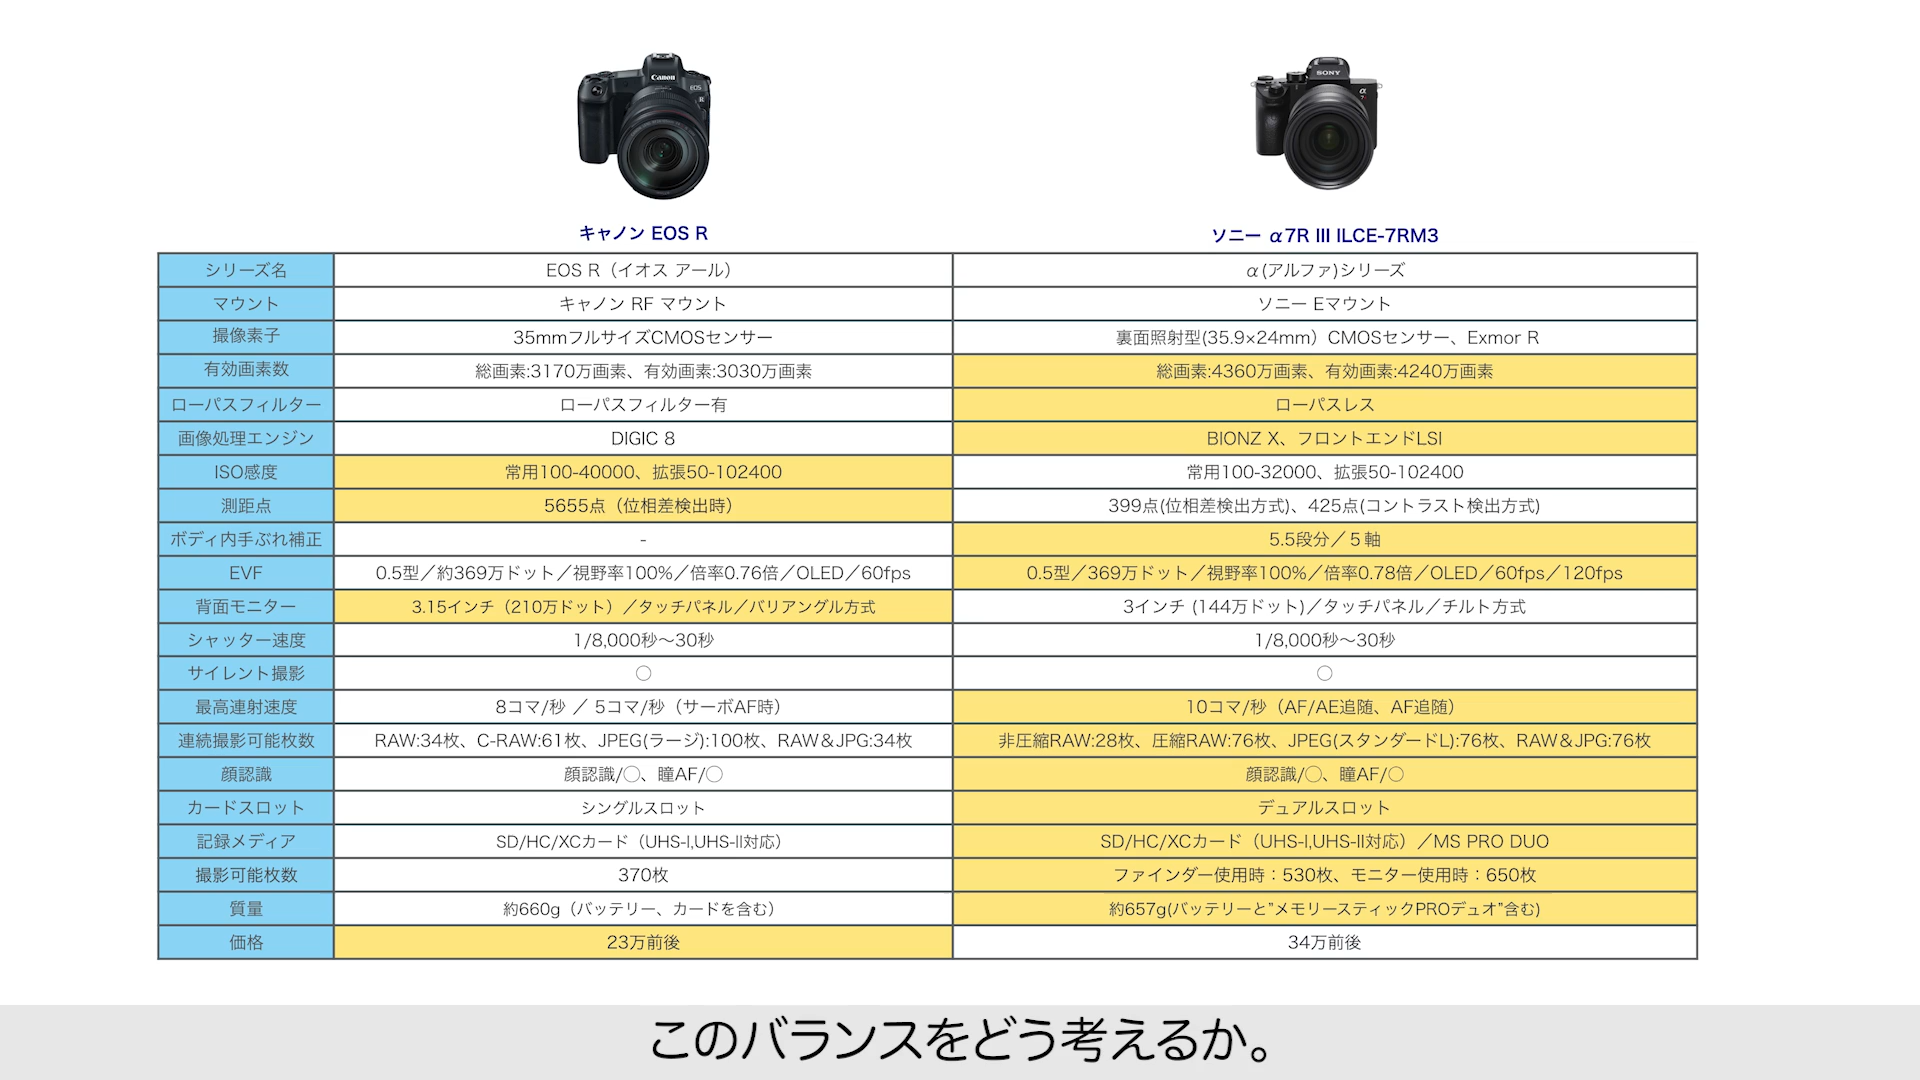 Canon
EOS
R
SONY
α
7R
キャノン EOS R
ソニー α7R III ILCE-7RM3
シリーズ名 EOS R（イオス アール） α(アルファ)シリーズ
マウント キャノン RF マウント ソニー Eマウント
撮像素子 35mmフルサイズCMOSセンサー 裏面照射型(35.9×24mm）CMOSセンサー、Exmor R
有効画素数 総画素:3170万画素、有効画素:3030万画素 総画素:4360万画素、有効画素:4240万画素
ローパスフィルター ローパスフィルター有 ローパスレス
画像処理エンジン DIGIC 8 BIONZ X、フロントエンドLSI
ISO感度 常用100-40000、拡張50-102400 常用100-32000、拡張50-102400
測距点 5655点（位相差検出時） 399点(位相差検出方式)、425点(コントラスト検出方式)
ボディ内手ぶれ補正 - 5.5段分／５軸
EVF 0.5型／約369万ドット／視野率100%／倍率0.76倍／OLED／60fps 0.5型／369万ドット／視野率100%／倍率0.78倍／OLED／60fps／120fps
背面モニター 3.15インチ（210万ドット）／タッチパネル／バリアングル方式 3インチ (144万ドット)／タッチパネル／チルト方式
シャッター速度 1/8,000秒〜30秒 1/8,000秒〜30秒
サイレント撮影 ○ ○
最高連射速度 8コマ/秒 ／ 5コマ/秒（サーボAF時） 10コマ/秒（AF/AE追随、AF追随）
連続撮影可能枚数 RAW:34枚、C-RAW:61枚、JPEG(ラージ):100枚、RAW＆JPG:34枚 非圧縮RAW:28枚、圧縮RAW:76枚、JPEG(スタンダードL):76枚、RAW＆JPG:76枚
顔認識 顔認識/○、瞳AF/○ 顔認識/○、瞳AF/○
カードスロット シングルスロット デュアルスロット
記録メディア SD/HC/XCカード（UHS-I,UHS-II対応） SD/HC/XCカード（UHS-I,UHS-II対応）／MS PRO DUO
撮影可能枚数 370枚 ファインダー使用時：530枚、モニター使用時：650枚
質量 約660g（バッテリー、カードを含む） 約657g(バッテリーと”メモリースティックPROデュオ”含む)
価格 23万前後 34万前後
このバランスをどう考えるか。